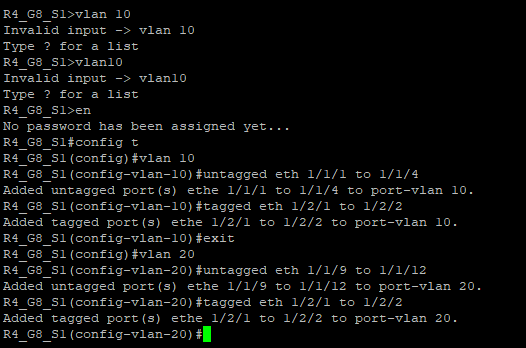 R4_G8_S1>vlan 10
Invalid input -> vlan 10
Type ? for a list
R4_G8_S1>vlan10
Invalid input -> vlan10
Type ? for a list
R4_G8_S1>en
No password has been assigned yet...
R4_G8_S1#config t
R4_G8_S1(config)#vlan 10
R4_G8_S1(config-vlan-10)#untagged eth 1/1/1 to 1/1/4
Added untagged port(s) ethe 1/1/1 to 1/1/4 to port-vlan 10.
R4_G8_S1(config-vlan-10)#tagged eth 1/2/1 to 1/2/2
Added tagged port(s) ethe 1/2/1 to 1/2/2 to port-vlan 10.
R4_G8_S1(config-vlan-10)#exit
R4_G8_S1(config)#vlan 20
R4_G8_S1(config-vlan-20)#untagged eth 1/1/9 to 1/1/12
Added untagged port(s) ethe 1/1/9 to 1/1/12 to port-vlan 20.
R4_G8_S1(config-vlan-20)#tagged eth 1/2/1 to 1/2/2
Added tagged port(s) ethe 1/2/1 to 1/2/2 to port-vlan 20.
R4_G8_S1(config-vlan-20)#